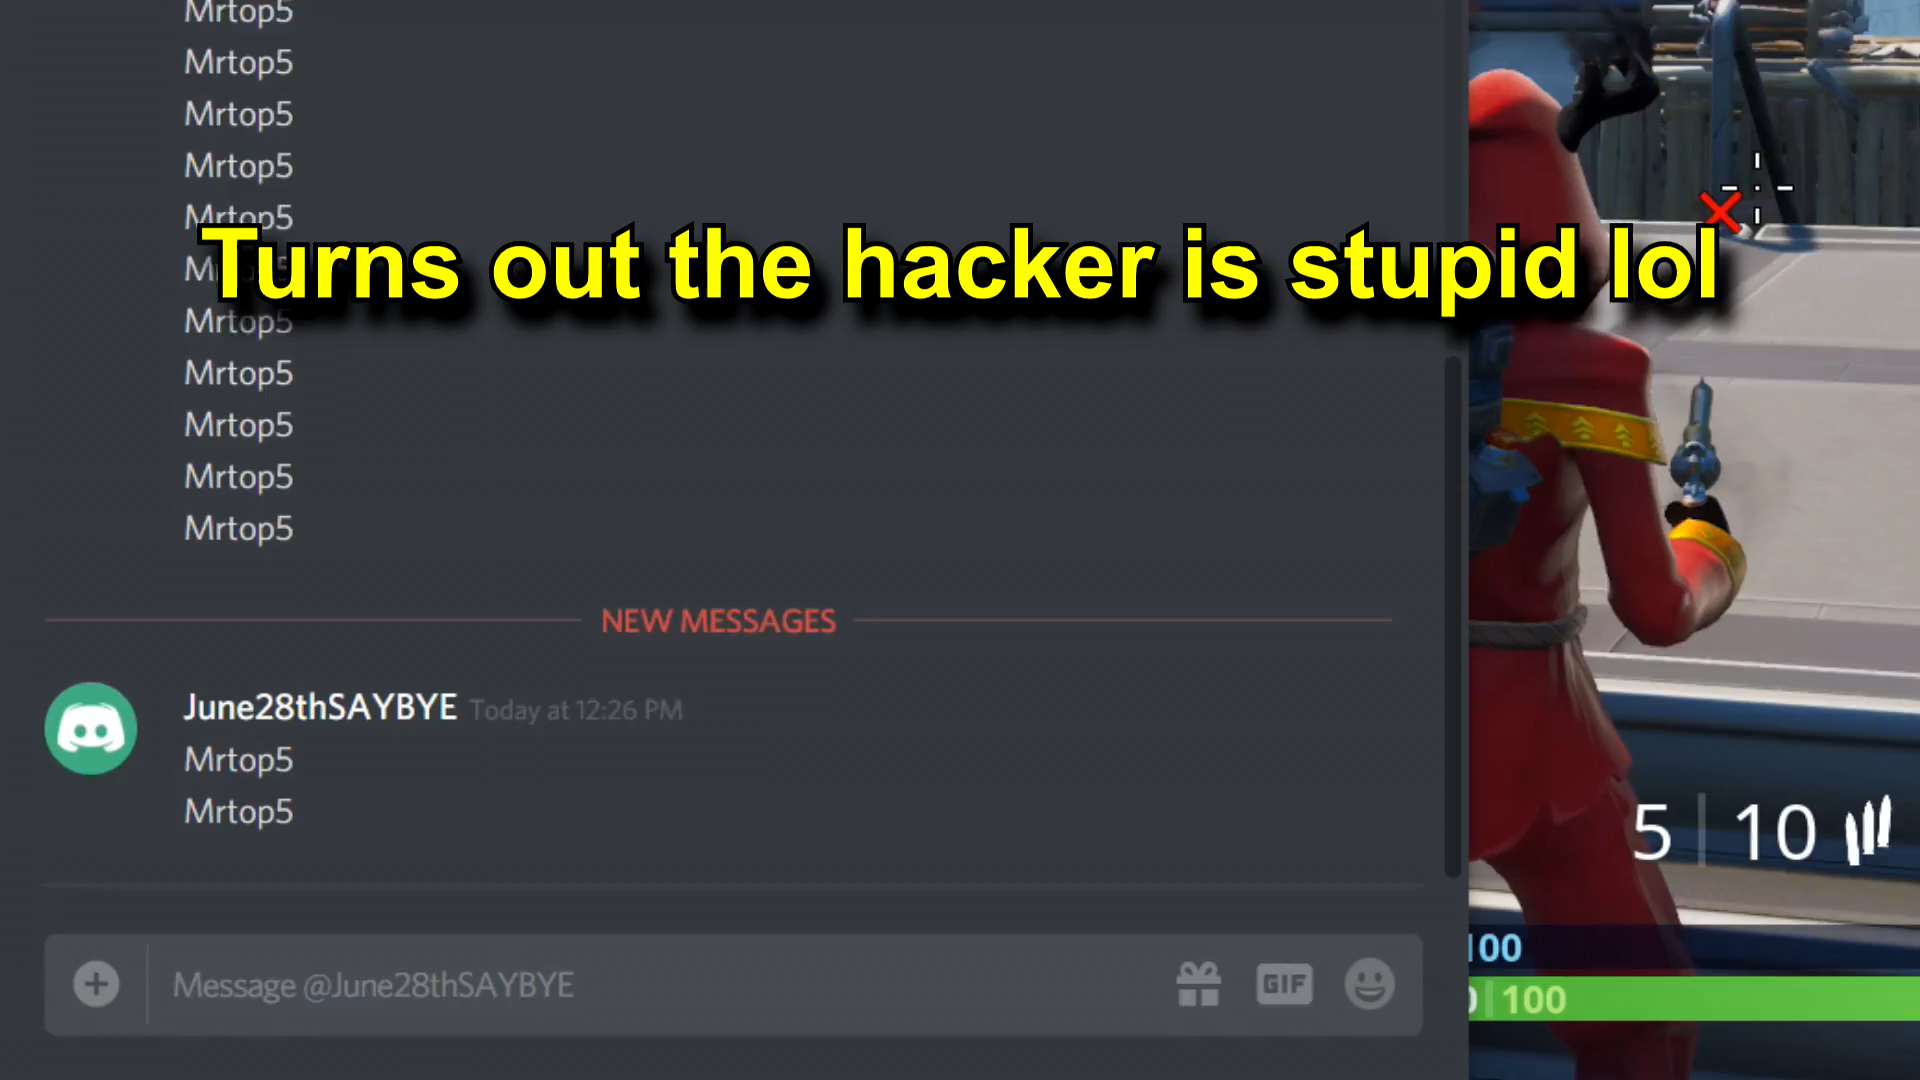 Mrtop5
Mrtop5
Mrtop5
Mrtop5
Mrtop5
Turns out the hacker is stupid lol
Mrtop5
Mrtop5
Mrtop5
Mrtop5
Mrtop5
NEW MESSAGES
June28thSAYBYE Today at 12:26 PM
Mrtop5
Mrtop5
5 | 10
100
| 100
Message @June28thSAYBYE
GIF